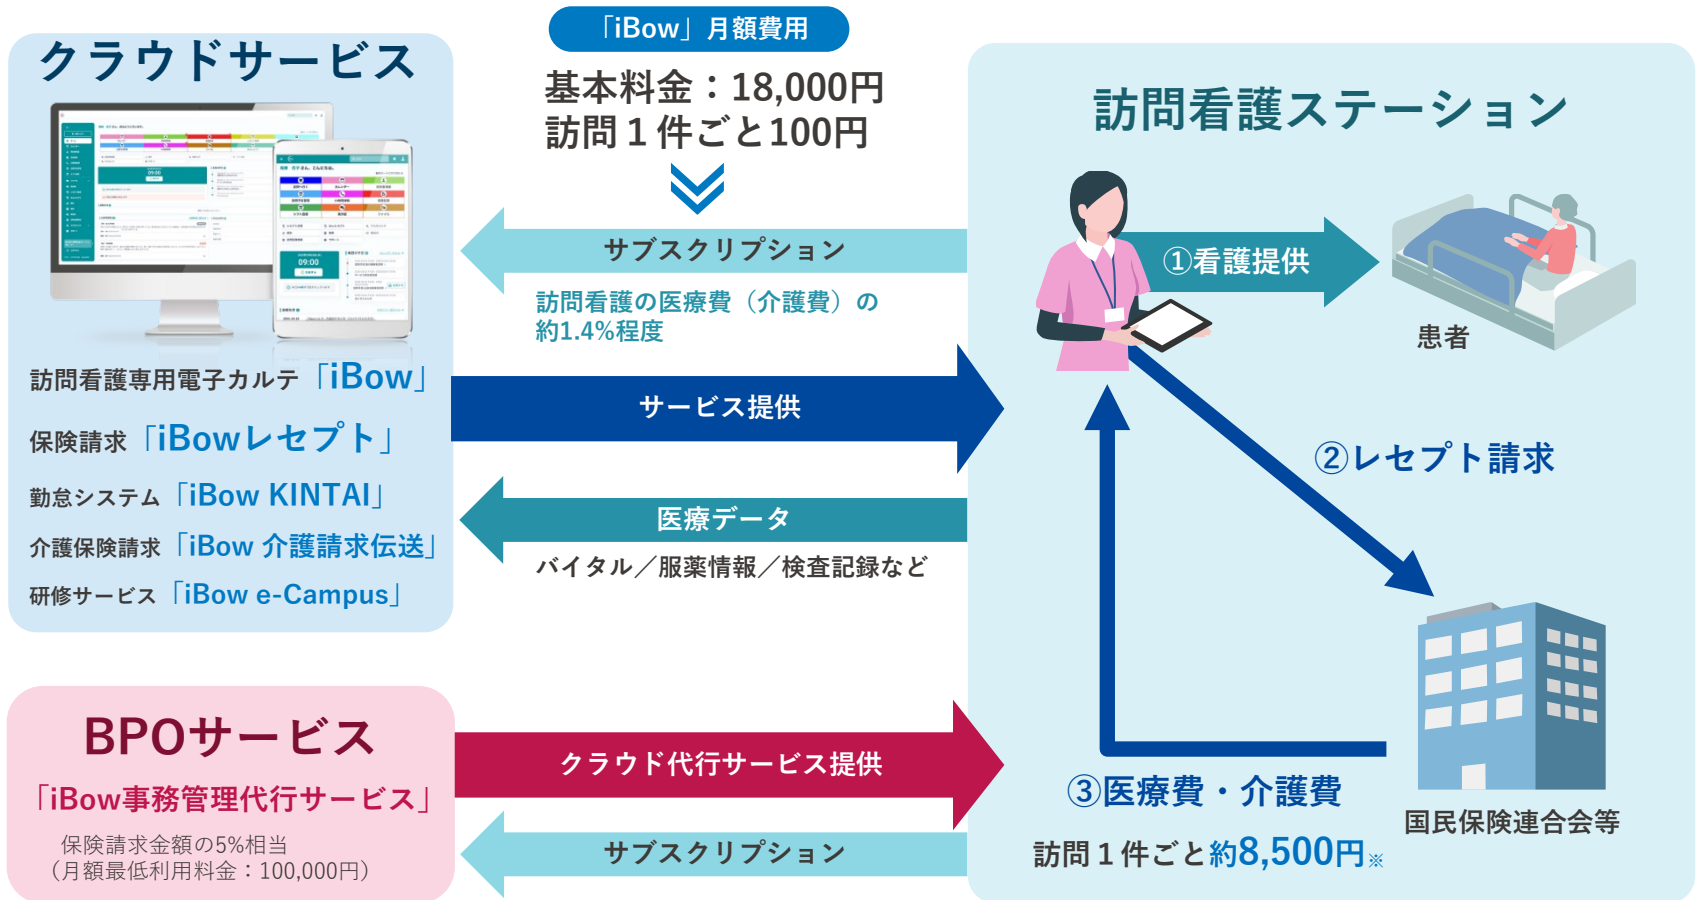 「iBow」月額費用
基本料金：18,000円
訪問１件ごと100円
クラウドサービス
09:00
09:00
訪問看護専用電子カルテ「iBow」
保険請求「iBowレセプト」
勤怠システム「iBow KINTAI」
介護保険請求「iBow 介護請求伝送」
研修サービス「iBow e-Campus」
サブスクリプション
訪問看護の医療費（介護費）の
約1.4%程度
サービス提供
医療データ
バイタル／服薬情報／検査記録など
訪問看護ステーション
①看護提供
患者
②レセプト請求
③医療費・介護費
訪問１件ごと約8,500円※
国民保険連合会等
BPOサービス
「iBow事務管理代行サービス」
保険請求金額の5%相当
（月額最低利用料金：100,000円）
クラウド代行サービス提供
サブスクリプション